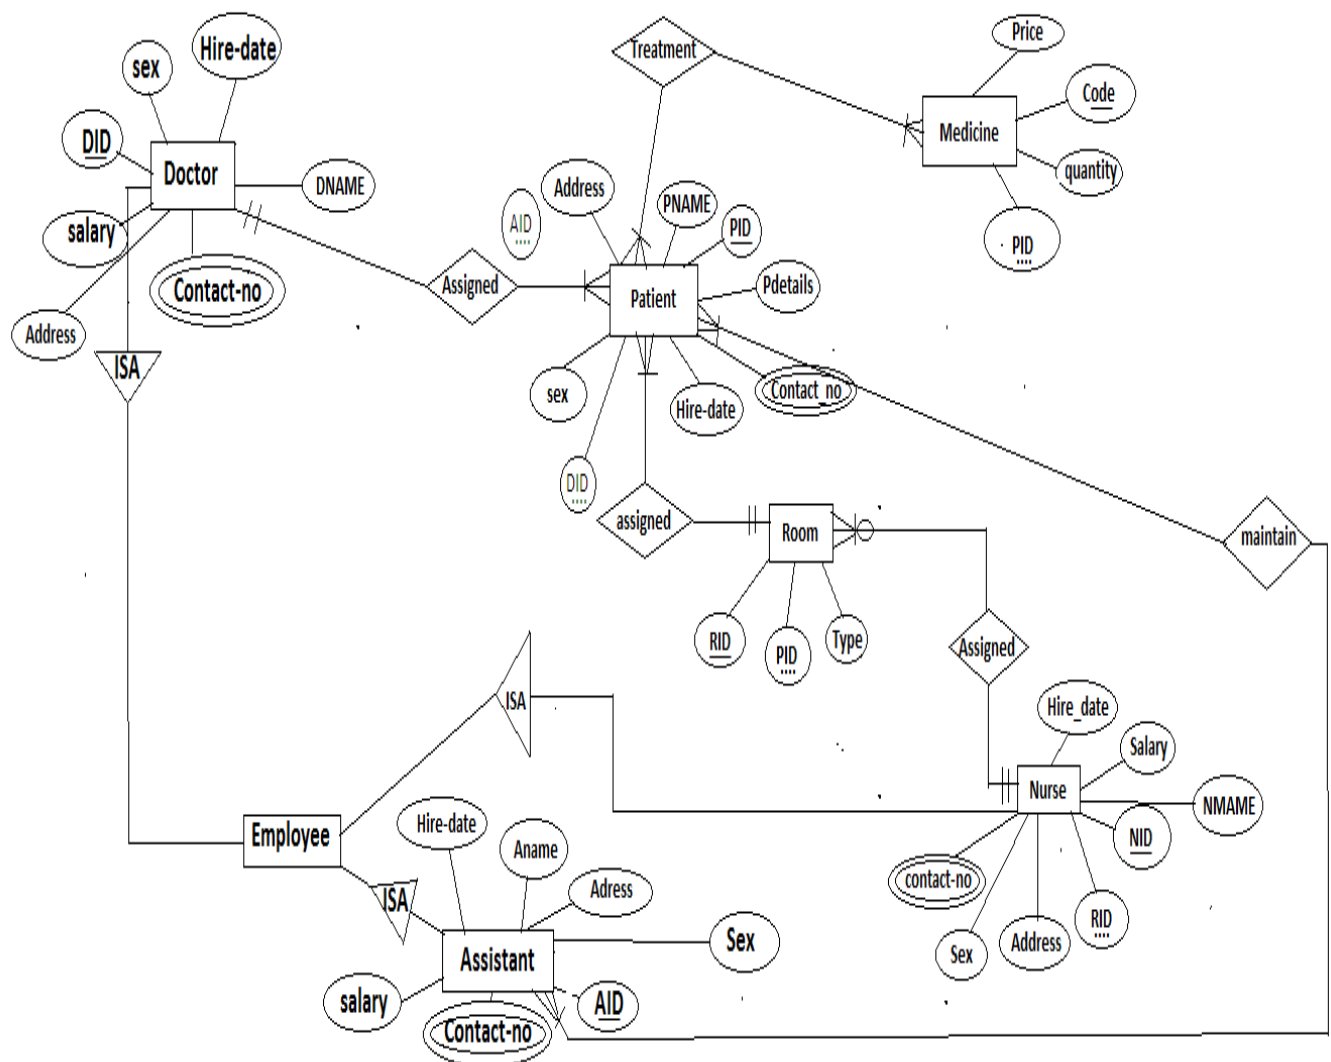 Hire-date
sex
DID
Doctor
DNAME
salary
Contact-no
Address
ISA
Treatment
Price
Code
Medicine
quantity
PID
Address
AID
PNAME
PID
Assigned
Patient
Pdetails
sex
Hire-date
Contact_no
DID
assigned
Room
maintain
RID
PID
Type
Assigned
ISA
Hire_date
Salary
Nurse
NMAME
NID
contact-no
RID
Sex
Address
Employee
Hire-date
Aname
ISA
Adress
Sex
Assistant
salary
AID
Contact-no